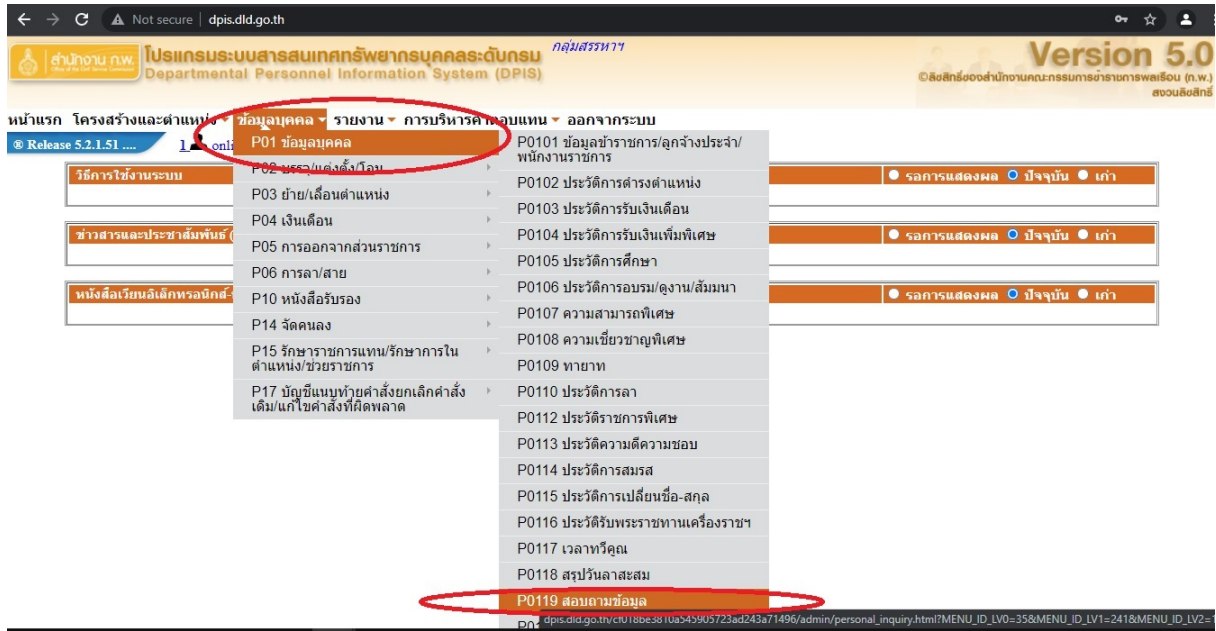 Not secure | dpis.dld.go.th
สำนักงาน ก.พ.
โปรแกรมระบบสารสนเทศทรัพยากรบุคคลระดับกรม
กลุ่มสรรหาฯ
Departmental Personnel Information System (DPIS)
Version 5.0
©ลิขสิทธิ์ของสำนักงานคณะกรรมการข้าราชการพลเรือน (ก.พ.)
สงวนลิขสิทธิ์
หน้าแรก โครงสร้างและตำแหน่ง ข้อมูลบุคคล รายงาน การบริหารค่าตอบแทน ออกจากระบบ
® Release 5.2.1.51 .... 1 onli
P01 ข้อมูลบุคคล
P02 บรรจุ/แต่งตั้ง/โอน
P03 ย้าย/เลื่อนตำแหน่ง
P04 เงินเดือน
P05 การออกจากส่วนราชการ
P06 การลา/สาย
P10 หนังสือรับรอง
P14 จัดคนลง
P15 รักษาราชการแทน/รักษาการใน
ตำแหน่ง/ช่วยราชการ
P17 บัญชีแนบท้ายคำสั่งยกเลิกคำสั่ง
เดิม/แก้ไขคำสั่งที่ผิดพลาด
P0101 ข้อมูลข้าราชการ/ลูกจ้างประจำ/
พนักงานราชการ
P0102 ประวัติการดำรงตำแหน่ง
P0103 ประวัติการรับเงินเดือน
P0104 ประวัติการรับเงินเพิ่มพิเศษ
P0105 ประวัติการศึกษา
P0106 ประวัติการอบรม/ดูงาน/สัมมนา
P0107 ความสามารถพิเศษ
P0108 ความเชี่ยวชาญพิเศษ
P0109 ทายาท
P0110 ประวัติการลา
P0112 ประวัติราชการพิเศษ
P0113 ประวัติความดีความชอบ
P0114 ประวัติการสมรส
P0115 ประวัติการเปลี่ยนชื่อ-สกุล
P0116 ประวัติรับพระราชทานเครื่องราชฯ
P0117 เวลาทวีคูณ
P0118 สรุปวันลาสะสม
P0119 สอบถามข้อมูล
วิธีการใช้งานระบบ
รอการแสดงผล ปัจจุบัน เก่า
ข่าวสารและประชาสัมพันธ์ (
รอการแสดงผล ปัจจุบัน เก่า
หนังสือเวียนอิเล็กทรอนิกส์-
รอการแสดงผล ปัจจุบัน เก่า
dpis.dld.go.th/cf018be3810a545905723ad243a71496/admin/personal_inquiry.html?MENU_ID_LV0=35&MENU_ID_LV1=241&MENU_ID_LV2=1